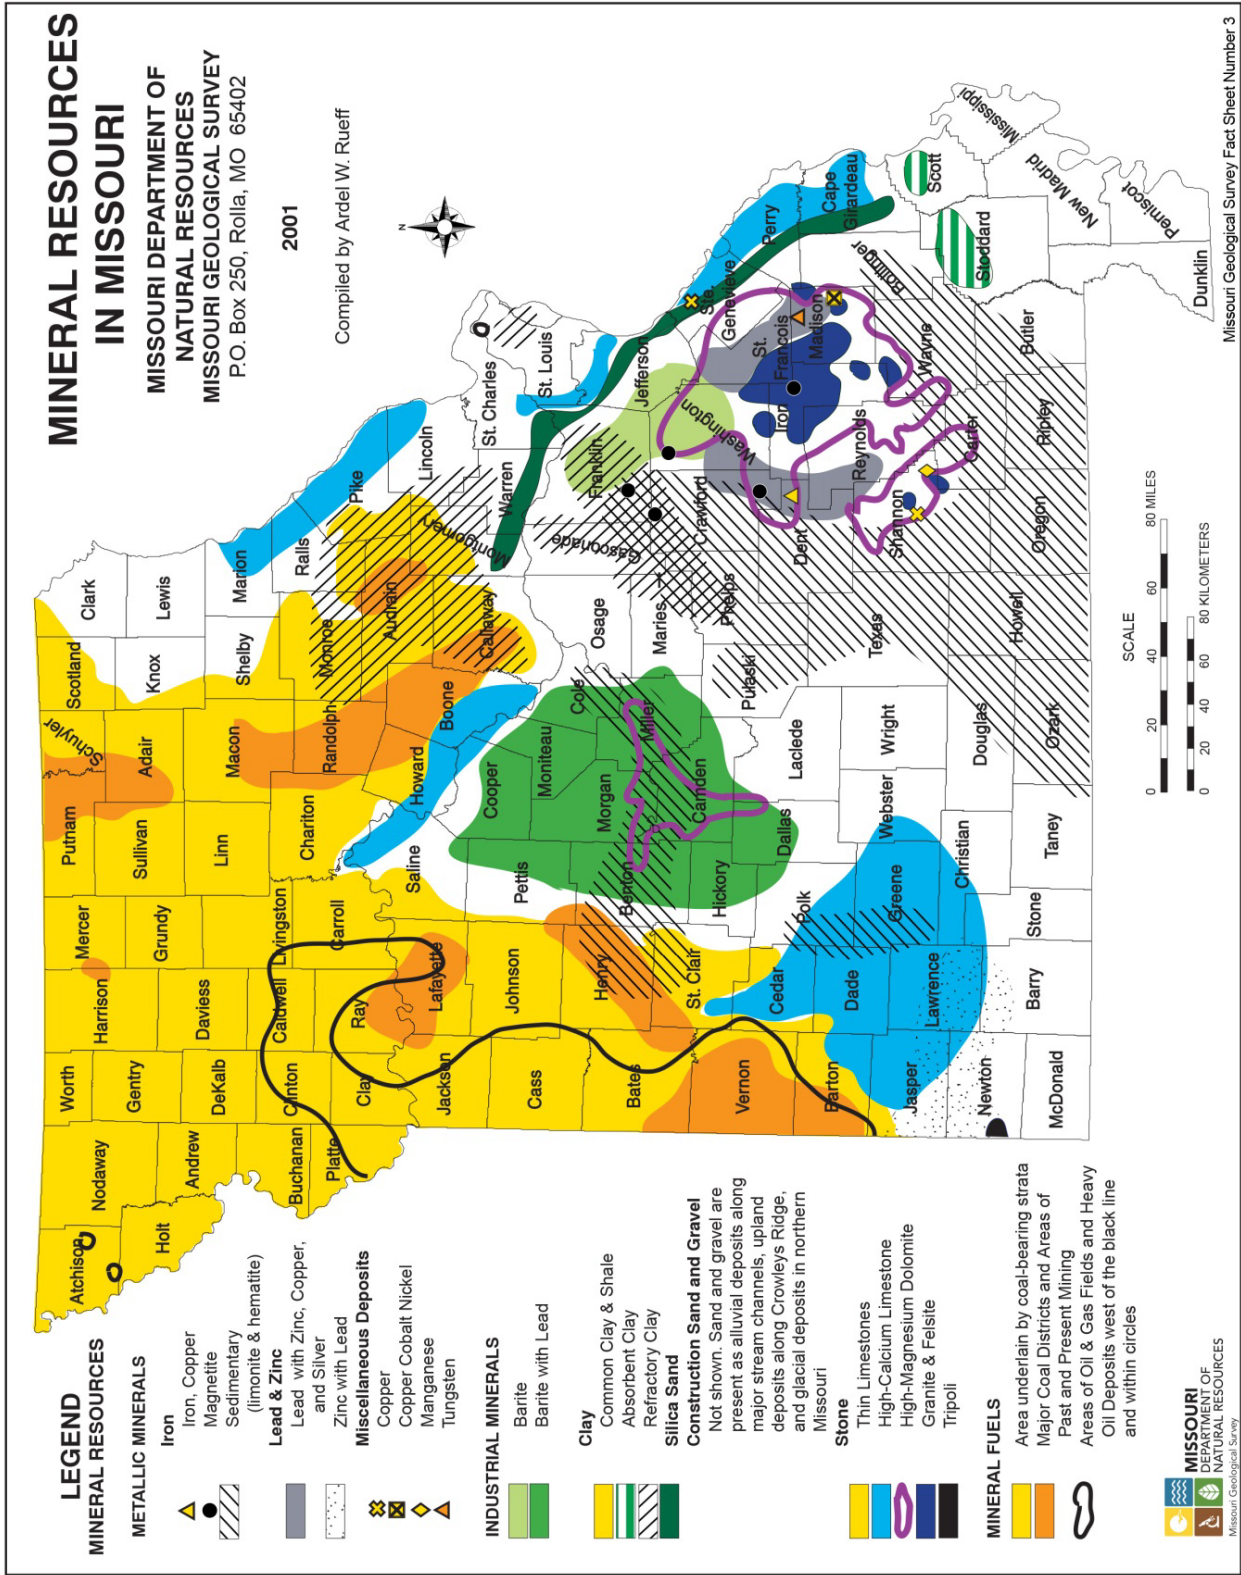 MINERAL RESOURCES
IN MISSOURI
MISSOURI DEPARTMENT OF
NATURAL RESOURCES
MISSOURI GEOLOGICAL SURVEY
P.O. Box 250, Rolla, MO 65402
2001
Compiled by Ardel W. Rueff
N
Atchison
Nodaway
Worth
Harrison
Mercer
Putnam
Schuyler
Scotland
Clark
Holt
Andrew
Gentry
DeKalb
Daviess
Grundy
Sullivan
Adair
Knox
Lewis
Buchanan
Clinton
Caldwell
Livingston
Linn
Macon
Shelby
Marion
Platte
Clay
Ray
Carroll
Chariton
Randolph
Monroe
Ralls
Pike
Jackson
Lafayette
Saline
Howard
Boone
Audrain
Callaway
Montgomery
Lincoln
Warren
St. Charles
St. Louis
Cass
Johnson
Pettis
Cooper
Moniteau
Cole
Osage
Gasconade
Franklin
Jefferson
Bates
Henry
Benton
Morgan
Miller
Maries
Crawford
Washington
Ste.
Genevieve
St.
Francois
Perry
Vernon
St. Clair
Hickory
Camden
Pulaski
Phelps
Dent
Iron
Madison
Bollinger
Cape
Girardeau
Barton
Cedar
Polk
Dallas
Laclede
Texas
Shannon
Reynolds
Wayne
Scott
Stoddard
Mississippi
Jasper
Dade
Greene
Webster
Wright
Carter
Butler
New Madrid
Newton
Lawrence
Christian
Douglas
Howell
Oregon
Ripley
Pemiscot
McDonald
Barry
Stone
Taney
Ozark
Dunklin
LEGEND
MINERAL RESOURCES
METALLIC MINERALS
Iron
Iron, Copper
Magnetite
Sedimentary
(limonite & hematite)
Lead & Zinc
Lead with Zinc, Copper,
and Silver
Zinc with Lead
Miscellaneous Deposits
Copper
Copper Cobalt Nickel
Manganese
Tungsten
INDUSTRIAL MINERALS
Barite
Barite with Lead
Clay
Common Clay & Shale
Absorbent Clay
Refractory Clay
Silica Sand
Construction Sand and Gravel
Not shown. Sand and gravel are
present as alluvial deposits along
major stream channels, upland
deposits along Crowleys Ridge,
and glacial deposits in northern
Missouri
Stone
Thin Limestones
High-Calcium Limestone
High-Magnesium Dolomite
Granite & Felsite
Tripoli
MINERAL FUELS
Area underlain by coal-bearing strata
Major Coal Districts and Areas of
Past and Present Mining
Areas of Oil & Gas Fields and Heavy
Oil Deposits west of the black line
and within circles
SCALE
0 20 40 60 80 MILES
0 20 40 60 80 KILOMETERS
MISSOURI
DEPARTMENT OF
NATURAL RESOURCES
Missouri Geological Survey
Missouri Geological Survey Fact Sheet Number 3